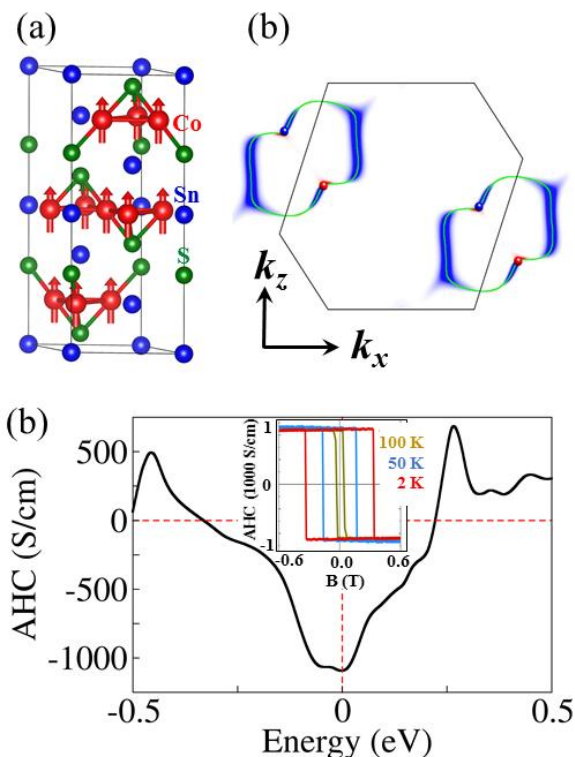 (a)
(b)
Co
Sn
S
k_z
k_x
(b)
AHC (S/cm)
500
0
-500
-1000
-0.5
0
0.5
Energy (eV)
AHC (1000 S/cm)
1
0
-1
100 K
50 K
2 K
-0.6
0.0
0.6
B (T)